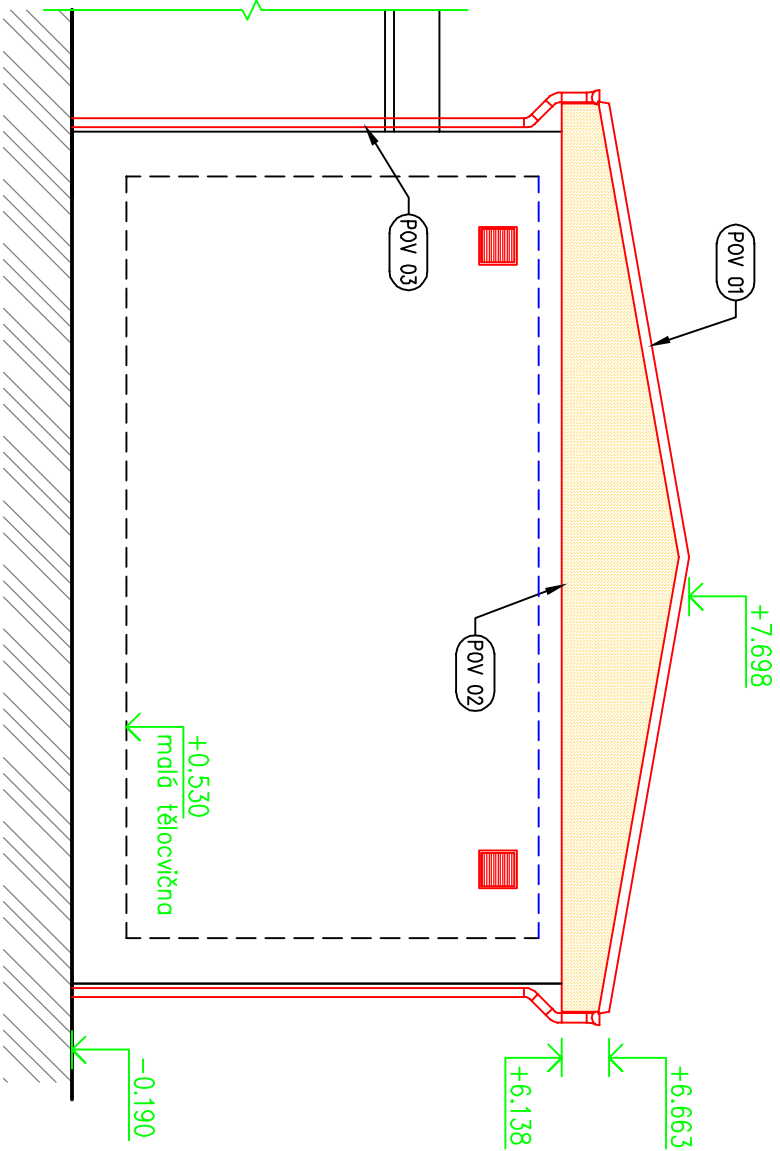 POV 01
+7.698
POV 03
POV 02
+6.663
+6.138
+0.530
malá tělocvična
-0.190